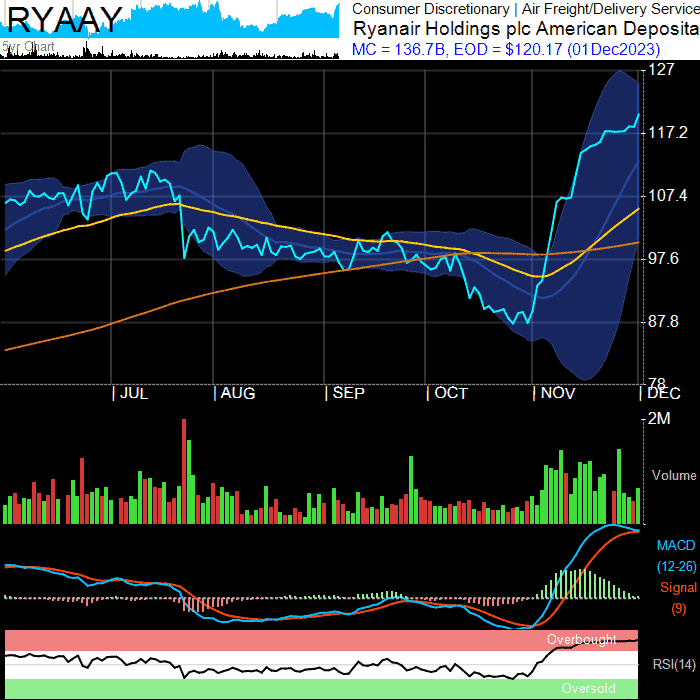 RYAAY
5yr Chart
Consumer Discretionary | Air Freight/Delivery Service
Ryanair Holdings plc American Deposita
MC = 136.7B, EOD = $120.17 (01Dec2023)
127
117.2
107.4
97.6
87.8
78
JUL AUG SEP OCT NOV DEC
2M
Volume
MACD
(12-26)
Signal
(9)
Overbought
RSI(14)
Oversold